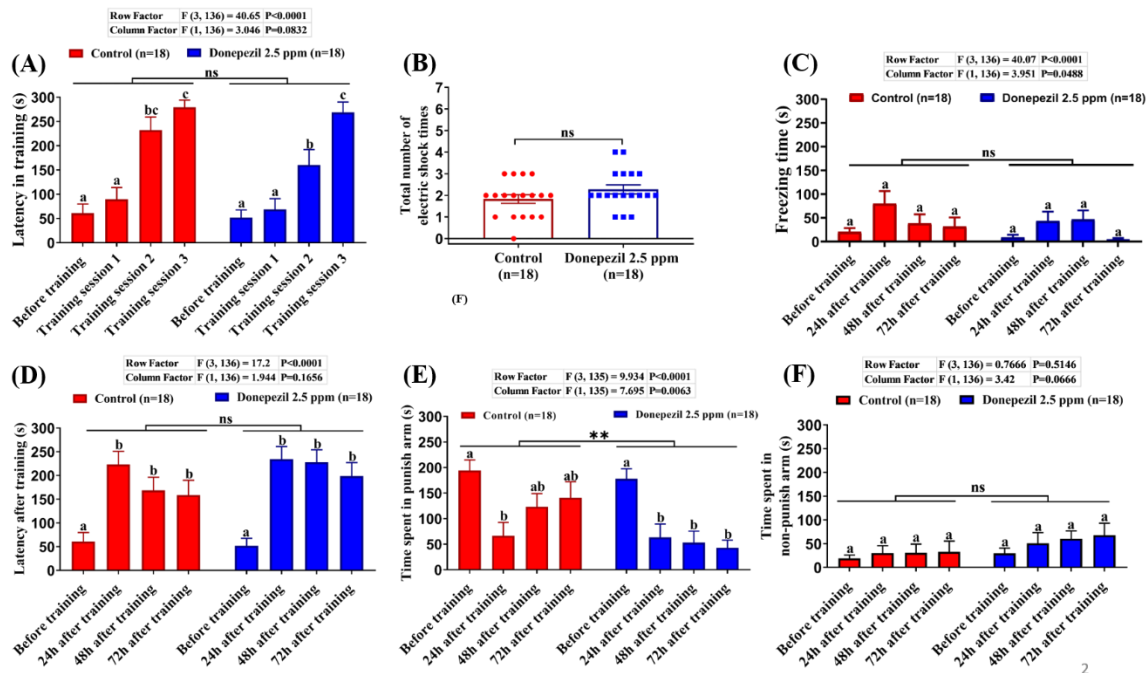 Row Factor F (3, 136) = 40.65 P<0.0001
Column Factor F (1, 136) = 3.046 P=0.0832
Control (n=18) Donepezil 2.5 ppm (n=18)
(A)
ns
Latency in training (s)
300
250
200
150
100
50
0
a a bc c a a b c
Before training
Training session 1
Training session 2
Training session 3
Before training
Training session 1
Training session 2
Training session 3
(B)
ns
Total number of
electric shock times
7
6
5
4
3
2
1
0
Control
(n=18)
Donepezil 2.5 ppm
(n=18)
(F)
(C)
Row Factor F (3, 136) = 40.07 P<0.0001
Column Factor F (1, 136) = 3.951 P=0.0488
Control (n=18) Donepezil 2.5 ppm (n=18)
ns
Freezing time (s)
300
250
200
150
100
50
0
a a a a a a a a
Before training
24h after training
48h after training
72h after training
Before training
24h after training
48h after training
72h after training
(D)
Row Factor F (3, 136) = 17.2 P<0.0001
Column Factor F (1, 136) = 1.944 P=0.1656
Control (n=18) Donepezil 2.5 ppm (n=18)
ns
Latency after training (s)
300
250
200
150
100
50
0
a b b b a b b b
Before training
24h after training
48h after training
72h after training
Before training
24h after training
48h after training
72h after training
(E)
Row Factor F (3, 135) = 9.934 P<0.0001
Column Factor F (1, 135) = 7.695 P=0.0063
Control (n=18) Donepezil 2.5 ppm (n=18)
**
Time spent in punish arm (s)
300
250
200
150
100
50
0
a b ab ab a b b b
Before training
24h after training
48h after training
72h after training
Before training
24h after training
48h after training
72h after training
(F)
Row Factor F (3, 136) = 0.7666 P=0.5146
Column Factor F (1, 136) = 3.42 P=0.0666
Control (n=18) Donepezil 2.5 ppm (n=18)
ns
Time spent in
non-punish arm (s)
300
250
200
150
100
50
0
a a a a a a a a
Before training
24h after training
48h after training
72h after training
Before training
24h after training
48h after training
72h after training
2